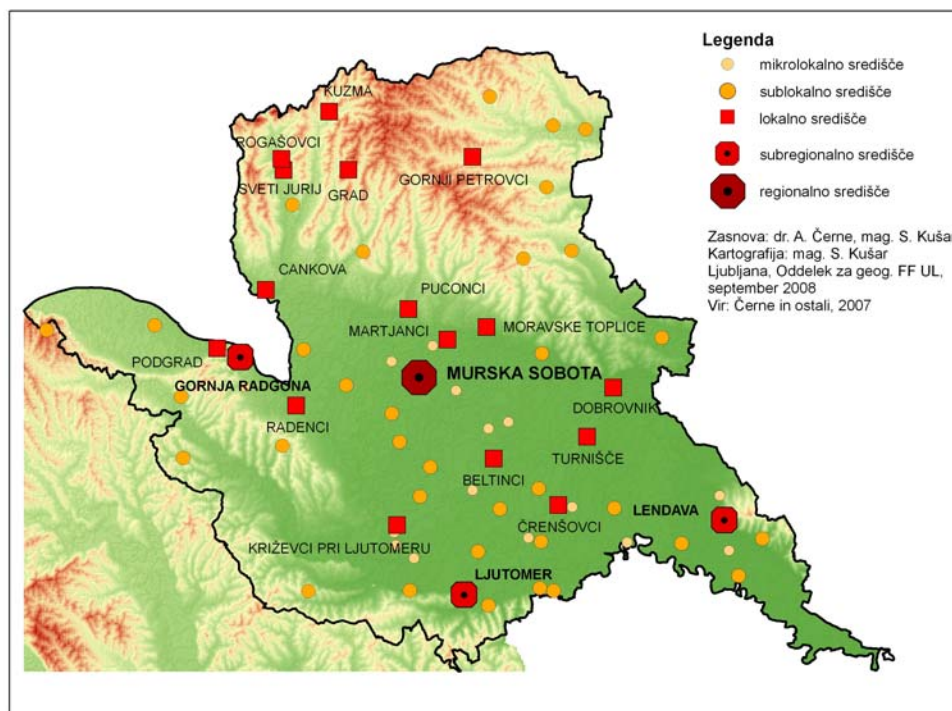 Legenda
mikrolokalno središče
sublokalno središče
lokalno središče
subregionalno središče
regionalno središče
Zasnova: dr. A. Černe, mag. S. Kušar
Kartografija: mag. S. Kušar
Ljubljana, Oddelek za geog. FF UL,
september 2008
Vir: Černe in ostali, 2007
KUZMA
ROGAŠOVCI
SVETI JURIJ
GRAD
GORNJI PETROVCI
CANKOVA
PUCONCI
MARTJANCI
MORAVSKE TOPLICE
PODGRAD
GORNJA RADGONA
MURSKA SOBOTA
DOBROVNIK
RADENCI
TURNIŠČE
BELTINCI
ČRENŠOVCI
LENDAVA
KRIŽEVCI PRI LJUTOMERU
LJUTOMER